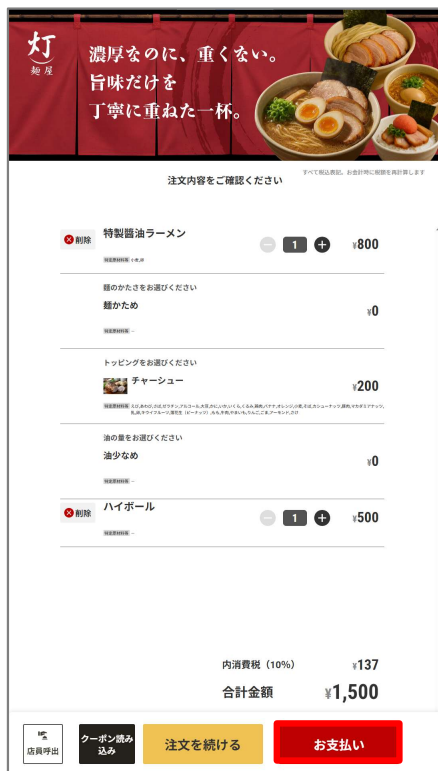 灯
麺屋
濃厚なのに、重くない。
旨味だけを
丁寧に重ねた一杯。
すべて税込表記。お会計時に税額を再計算します
注文内容をご確認ください
削除
特製醤油ラーメン
1
¥800
特定原材料等 小麦,卵
麺のかたさをお選びください
麺かため
¥0
特定原材料等 --
トッピングをお選びください
チャーシュー
¥200
油の量をお選びください
油少なめ
¥0
特定原材料等 --
削除
ハイボール
1
¥500
特定原材料等 --
内消費税（10%）
¥137
合計金額
¥1,500
店員呼出
クーポン読み
込み
注文を続ける
お支払い